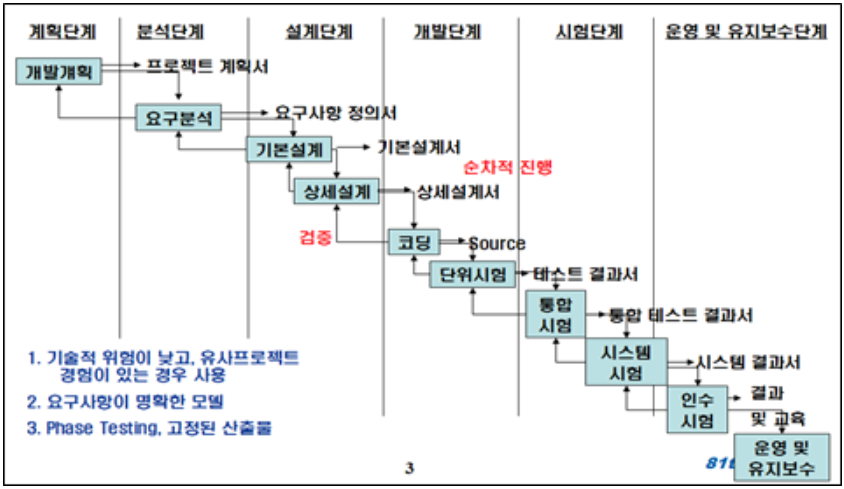 계획단계 분석단계 설계단계 개발단계 시험단계 운영 및 유지보수단계
개발계획 프로젝트 계획서
요구분석 요구사항 정의서
기본설계 기본설계서
순차적 진행
상세설계 상세설계서
검증
코딩 Source
단위시험 테스트 결과서
통합
시험
통합 테스트 결과서
시스템
시험
시스템 결과서
인수
시험
결과
및 교육
운영 및
유지보수
1. 기술적 위험이 낮고, 유사프로젝트
경험이 있는 경우 사용
2. 요구사항이 명확한 모델
3. Phase Testing, 고정된 산출물
3